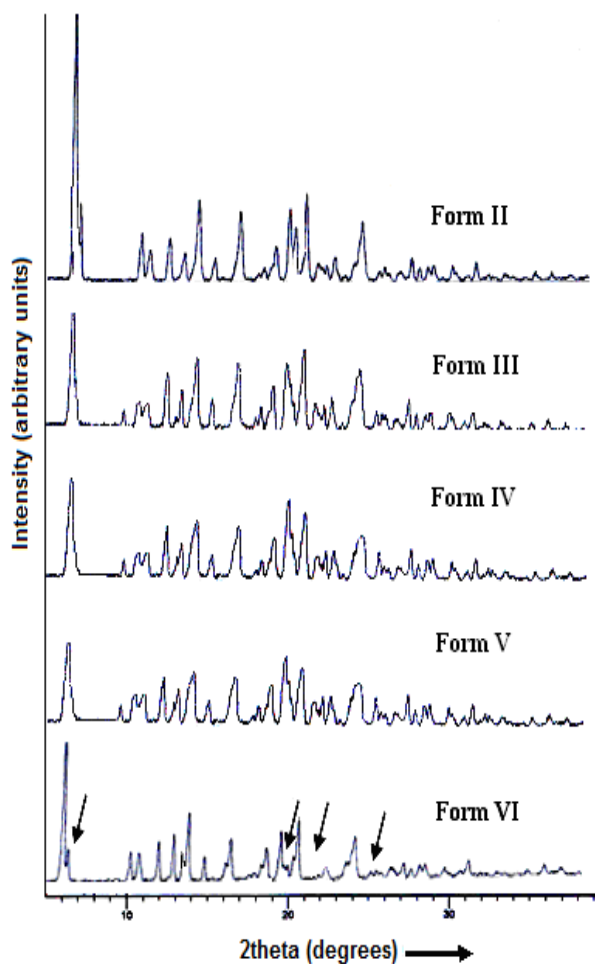 Form II
Form III
Form IV
Form V
Form VI
Intensity (arbitrary units)
10 20 30
2theta (degrees)